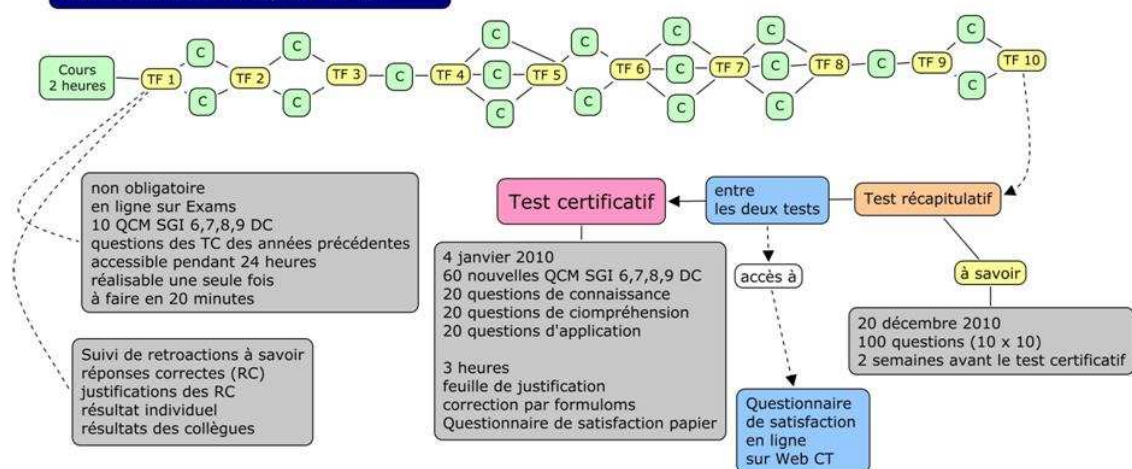 Cours
2 heures
TF 1
C
C
TF 2
C
C
TF 3
C
TF 4
C
C
C
TF 5
C
C
TF 6
C
C
C
TF 7
C
C
C
TF 8
C
TF 9
C
C
TF 10
non obligatoire
en ligne sur Exams
10 QCM SGI 6,7,8,9 DC
questions des TC des années précédentes
accessible pendant 24 heures
réalisable une seule fois
à faire en 20 minutes
Suivi de retroactions à savoir
réponses correctes (RC)
justifications des RC
résultat individuel
résultats des collègues
Test certificatif
entre
les deux tests
Test récapitulatif
4 janvier 2010
60 nouvelles QCM SGI 6,7,8,9 DC
20 questions de connaissance
20 questions de ciompréhension
20 questions d'application
3 heures
feuille de justification
correction par formuloms
Questionnaire de satisfaction papier
accès à
à savoir
20 décembre 2010
100 questions (10 x 10)
2 semaines avant le test certificatif
Questionnaire
de satisfaction
en ligne
sur Web CT